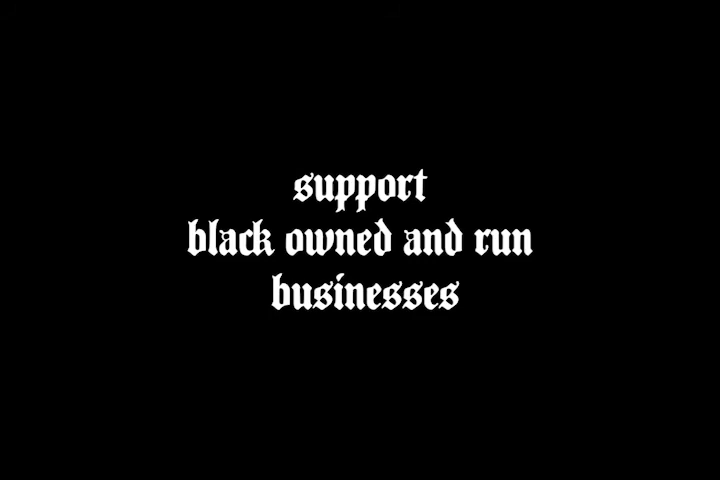 support
black owned and run
businesses